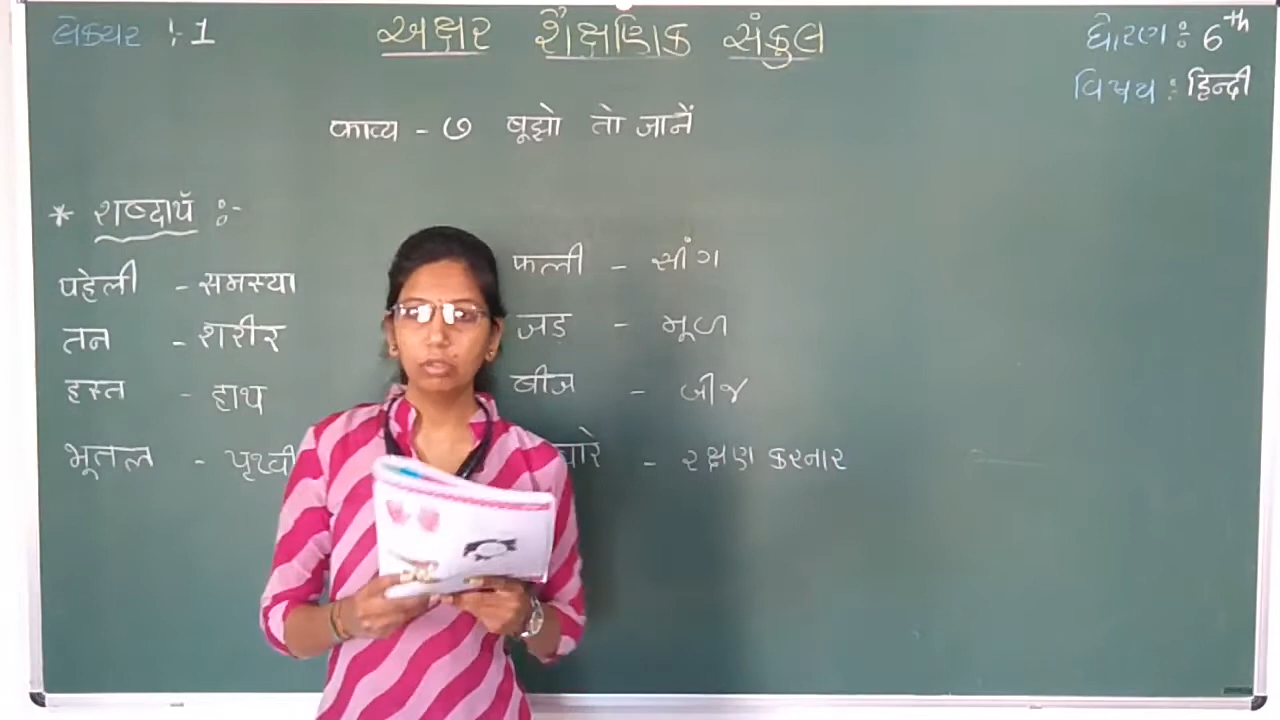 લેક્ચર :- 1
અક્ષર શૈક્ષણિક સંકુલ
ધોરણ : 6th
વિષય : हिन्दी
काव्य - ૭ बूझो तो जानें
* शब्दार्थ :-
पहेली - समस्या
तन - शरीर
हस्त - हाथ
भूतल - पृथ्वी
फली - સીંગ
जड़ - મૂળ
बीज - બીજ
- રક્ષણ કરનાર